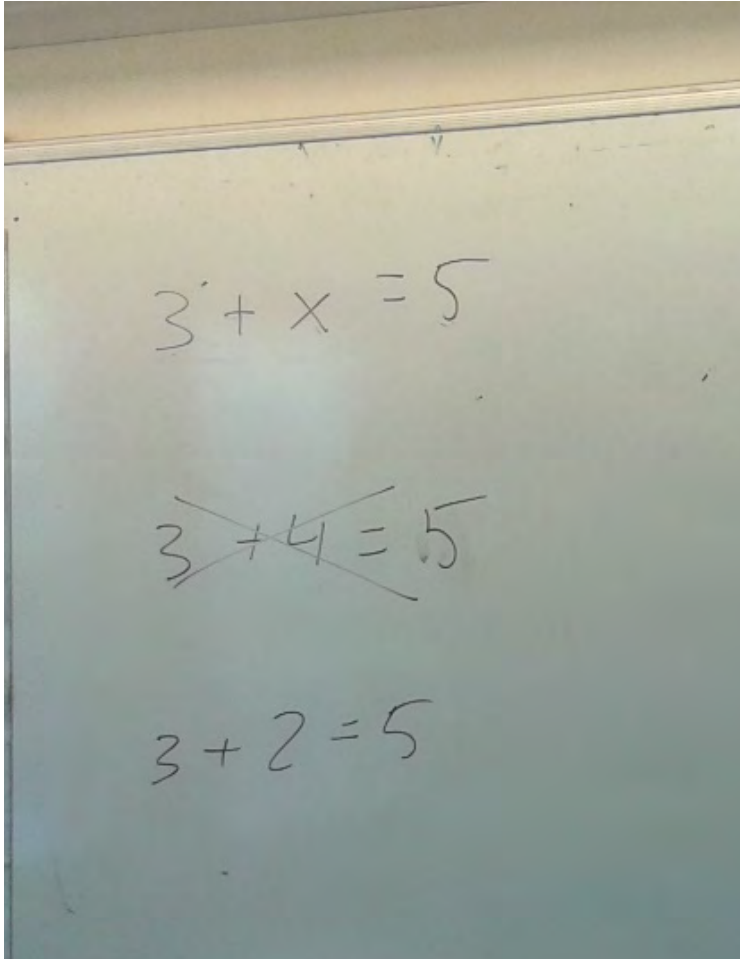 3 + x = 5
3 + 4 = 5
3 + 2 = 5